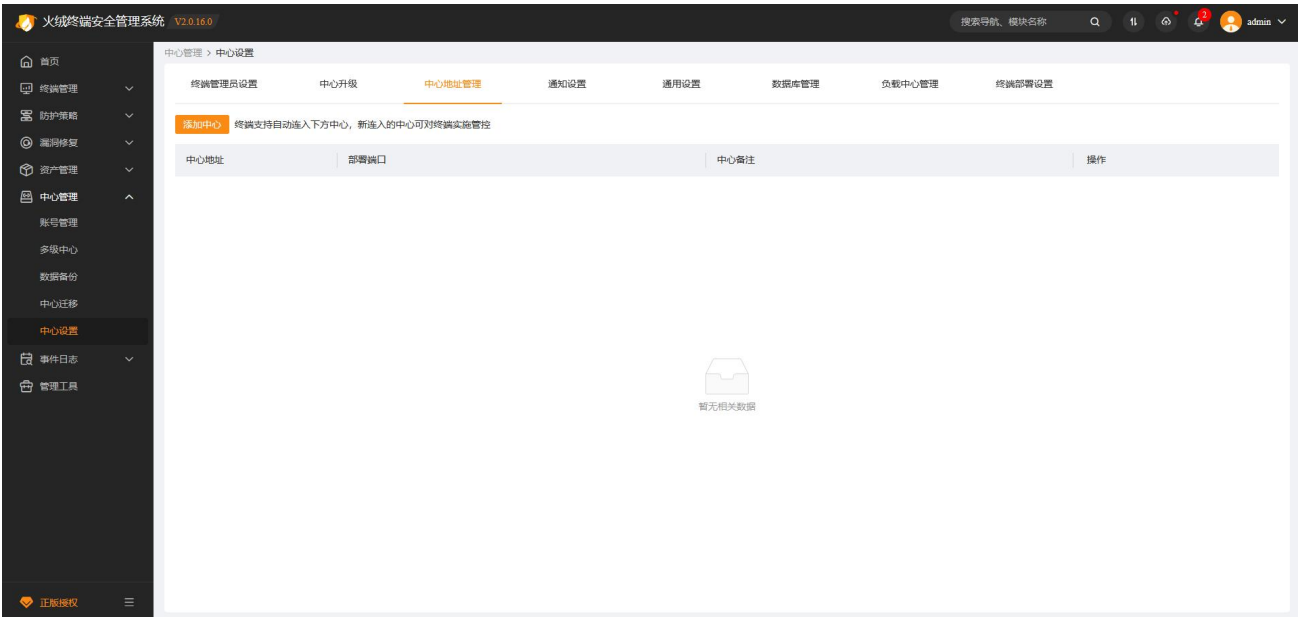 火绒终端安全管理系统 V2.0.16.0 搜索导航、模块名称 2 admin
首页
终端管理
防护策略
漏洞修复
资产管理
中心管理
账号管理
多级中心
数据备份
中心迁移
中心设置
事件日志
管理工具
正版授权
中心管理 > 中心设置
终端管理员设置 中心升级 中心地址管理 通知设置 通用设置 数据库管理 负载中心管理 终端部署设置
添加中心 终端支持自动连入下方中心，新连入的中心可对终端实施管控
中心地址 部署端口 中心备注 操作
暂无相关数据